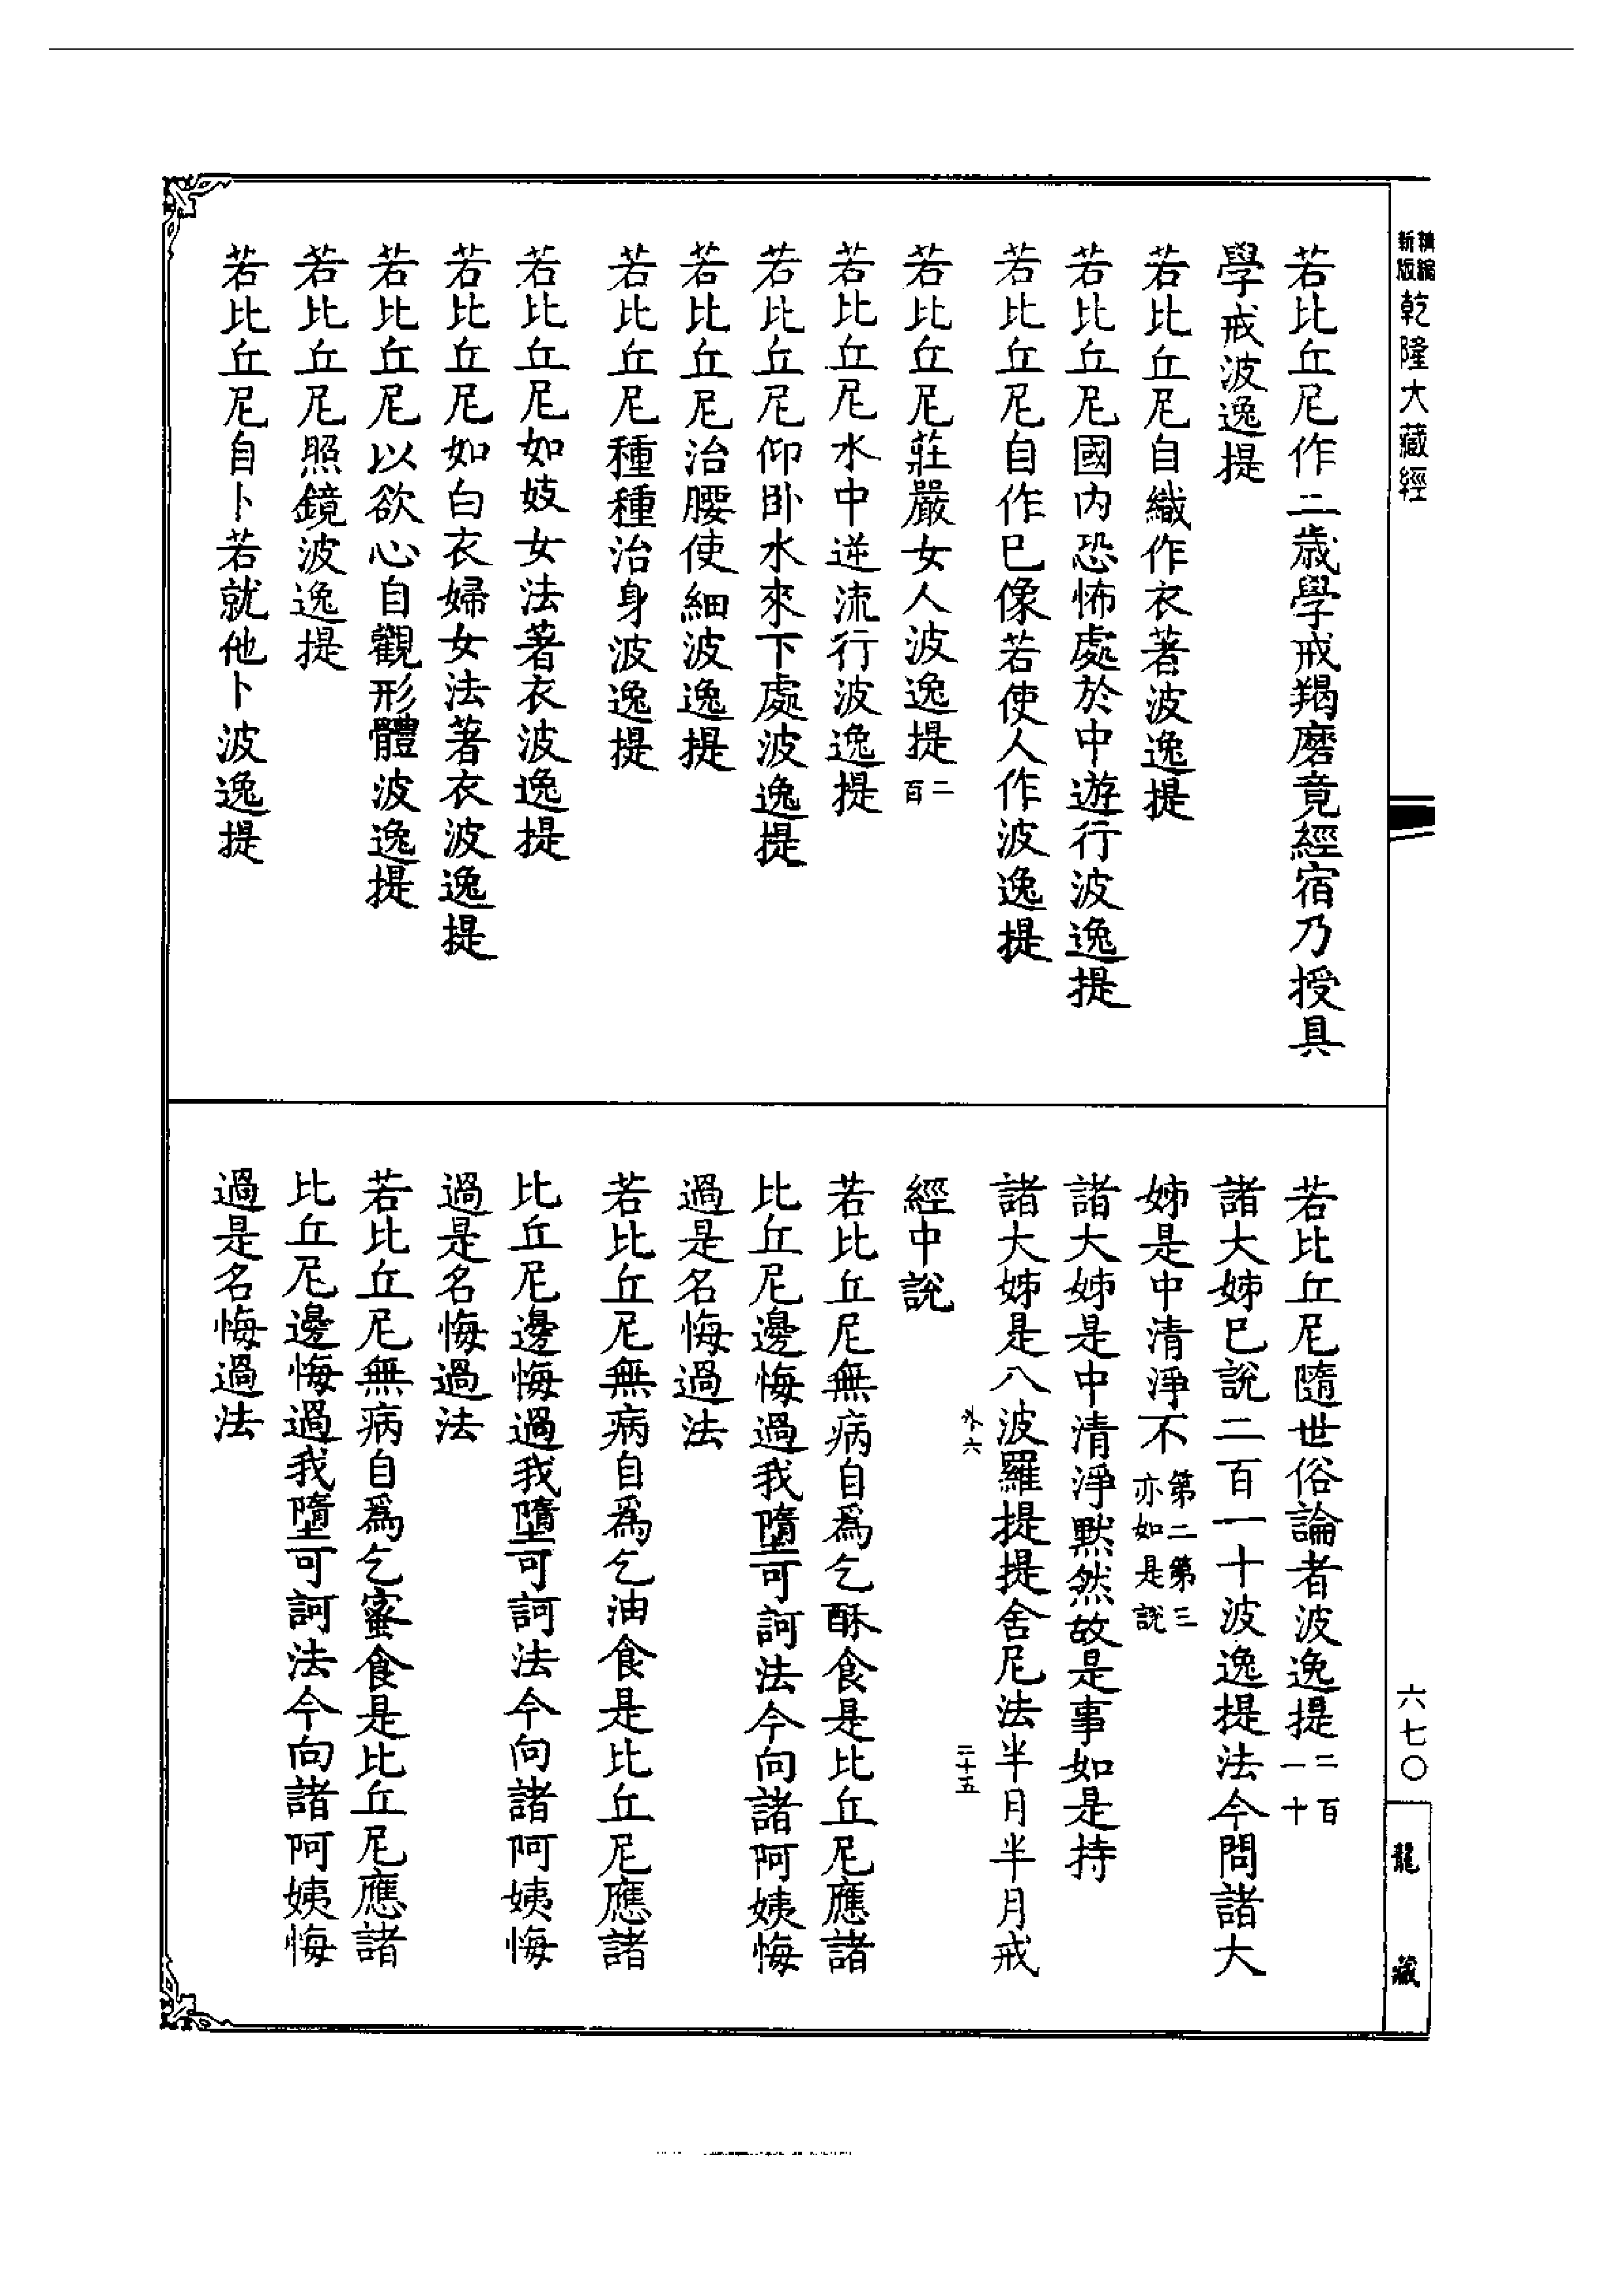 精縮新版乾隆大藏經
若比丘尼作二歲學戒羯磨竟經宿乃授具
學戒波逸提
若比丘尼自織作衣著波逸提
若比丘尼國内恐怖處於中遊行波逸提
若比丘尼自作已像若使人作波逸提
若比丘尼莊嚴女人波逸提二百
若比丘尼水中逆流行波逸提
若比丘尼仰卧水來下處波逸提
若比丘尼治腰使細波逸提
若比丘尼種種治身波逸提
若比丘尼如妓女法著衣波逸提
若比丘尼如白衣婦女法著衣波逸提
若比丘尼以欲心自觀形體波逸提
若比丘尼照鏡波逸提
若比丘尼自卜若就他卜波逸提
若比丘尼隨世俗論者波逸提二百一十
諸大姊已說二百一十波逸提法今問諸大
姊是中清淨不第二第三亦如是說
諸大姊是中清淨默然故是事如是持
諸大姊是八波羅提提舍尼法半月半月戒
外六
二十五
經中說
若比丘尼無病自爲乞酥食是比丘尼應諸
比丘尼邊悔過我墮可訶法今向諸阿姨悔
過是名悔過法
若比丘尼無病自爲乞油食是比丘尼應諸
比丘尼邊悔過我墮可訶法今向諸阿姨悔
過是名悔過法
若比丘尼無病自爲乞蜜食是比丘尼應諸
比丘尼邊悔過我墮可訶法今向諸阿姨悔
過是名悔過法
六七〇
龍藏